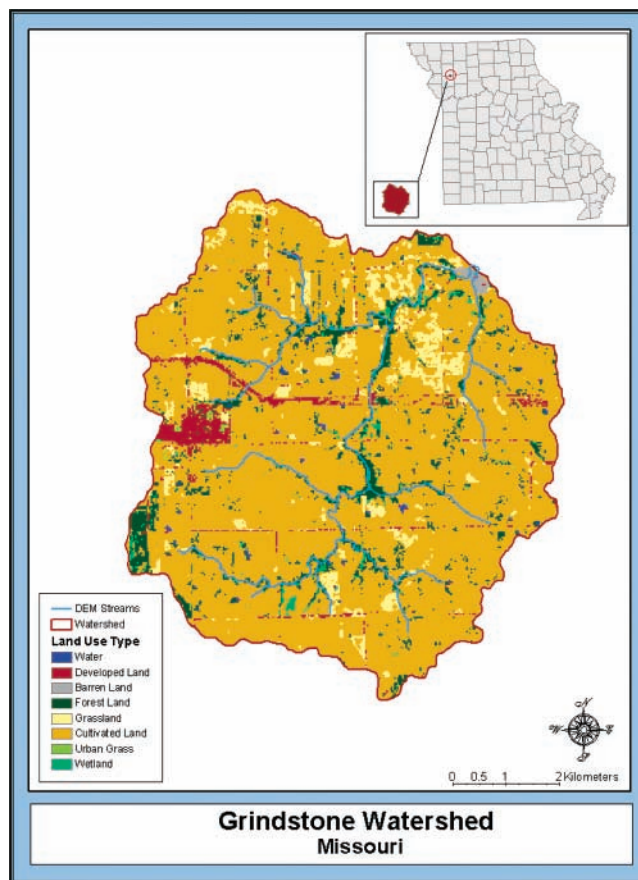 DEM Streams
Watershed
Land Use Type
Water
Developed Land
Barren Land
Forest Land
Grassland
Cultivated Land
Urban Grass
Wetland
N
W
E
S
0 0.5 1 2 Kilometers
Grindstone Watershed
Missouri